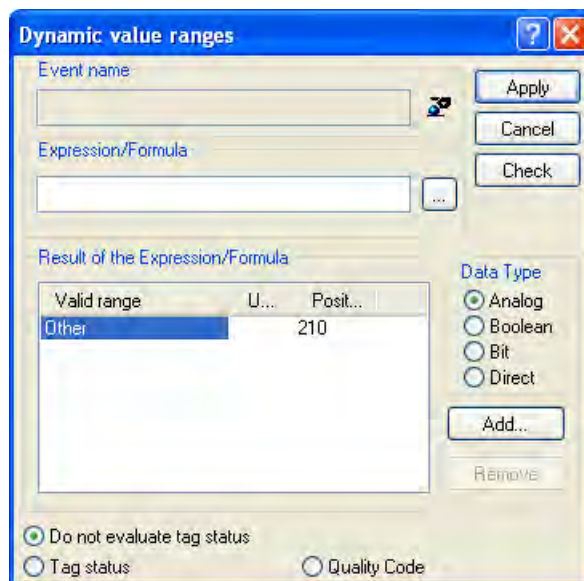 Dynamic value ranges
Event name
Apply
Cancel
Expression/Formula
Check
...
Result of the Expression/Formula
Data Type
Valid range U... Posit...
Other 210
Analog
Boolean
Bit
Direct
Add...
Remove
Do not evaluate tag status
Tag status
Quality Code